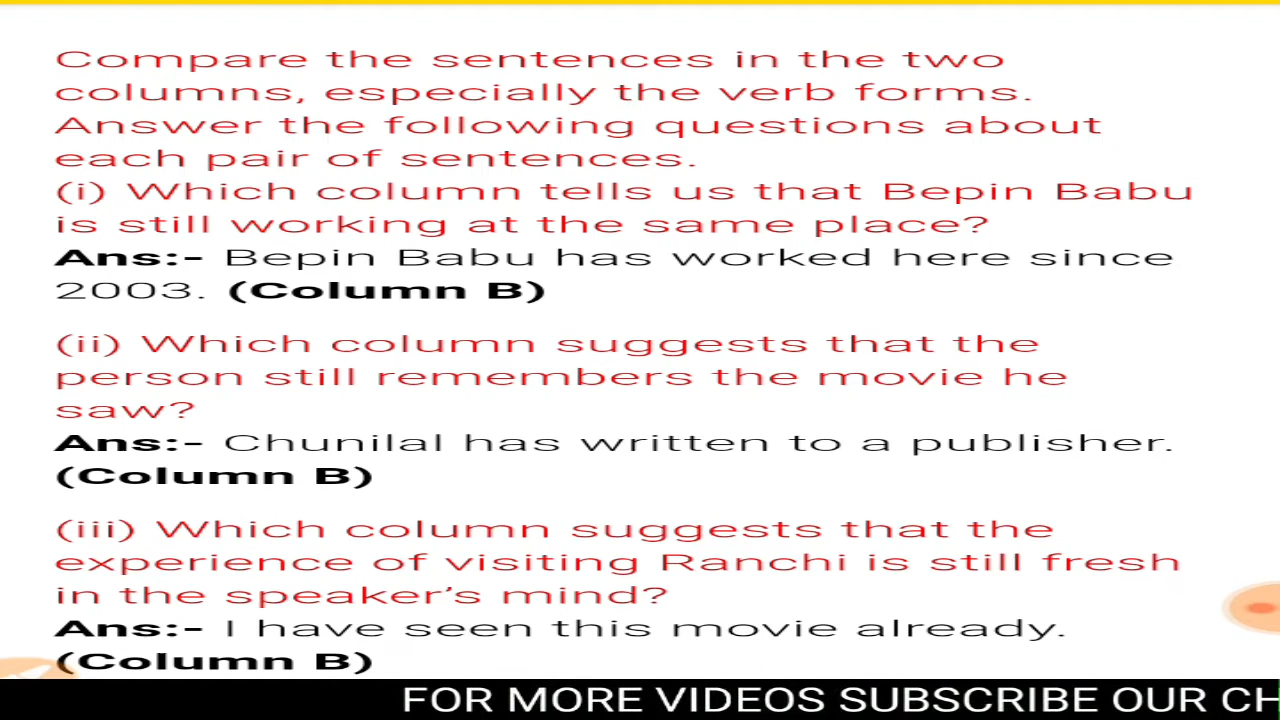 Compare the sentences in the two
columns, especially the verb forms.
Answer the following questions about
each pair of sentences.
(i) Which column tells us that Bepin Babu
is still working at the same place?
Ans:- Bepin Babu has worked here since
2003. (Column B)
(ii) Which column suggests that the
person still remembers the movie he
saw?
Ans:- Chunilal has written to a publisher.
(Column B)
(iii) Which column suggests that the
experience of visiting Ranchi is still fresh
in the speaker’s mind?
Ans:- I have seen this movie already.
(Column B)
FOR MORE VIDEOS SUBSCRIBE OUR CH